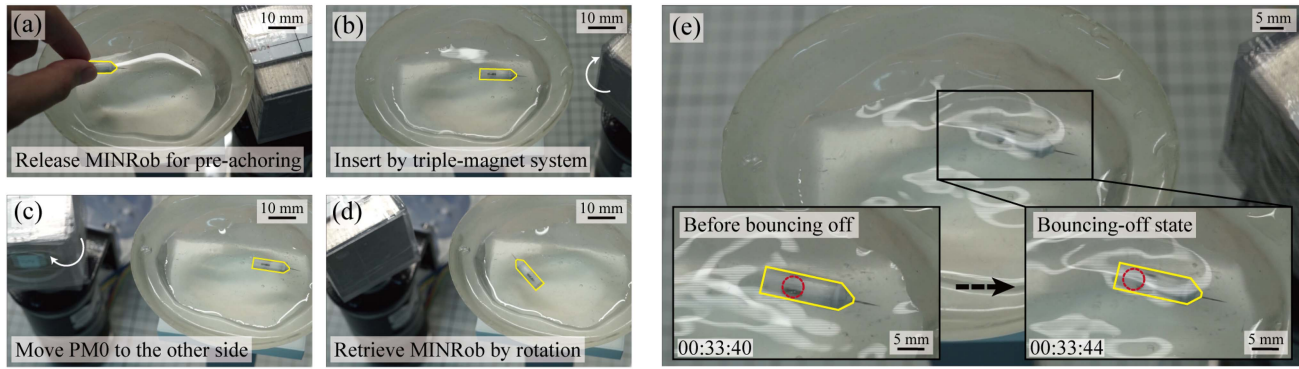 (a)
10 mm
Release MINRob for pre-achoring
(b)
10 mm
Insert by triple-magnet system
(c)
10 mm
Move PM0 to the other side
(d)
10 mm
Retrieve MINRob by rotation
(e)
5 mm
Before bouncing off
00:33:40
5 mm
Bouncing-off state
00:33:44
5 mm